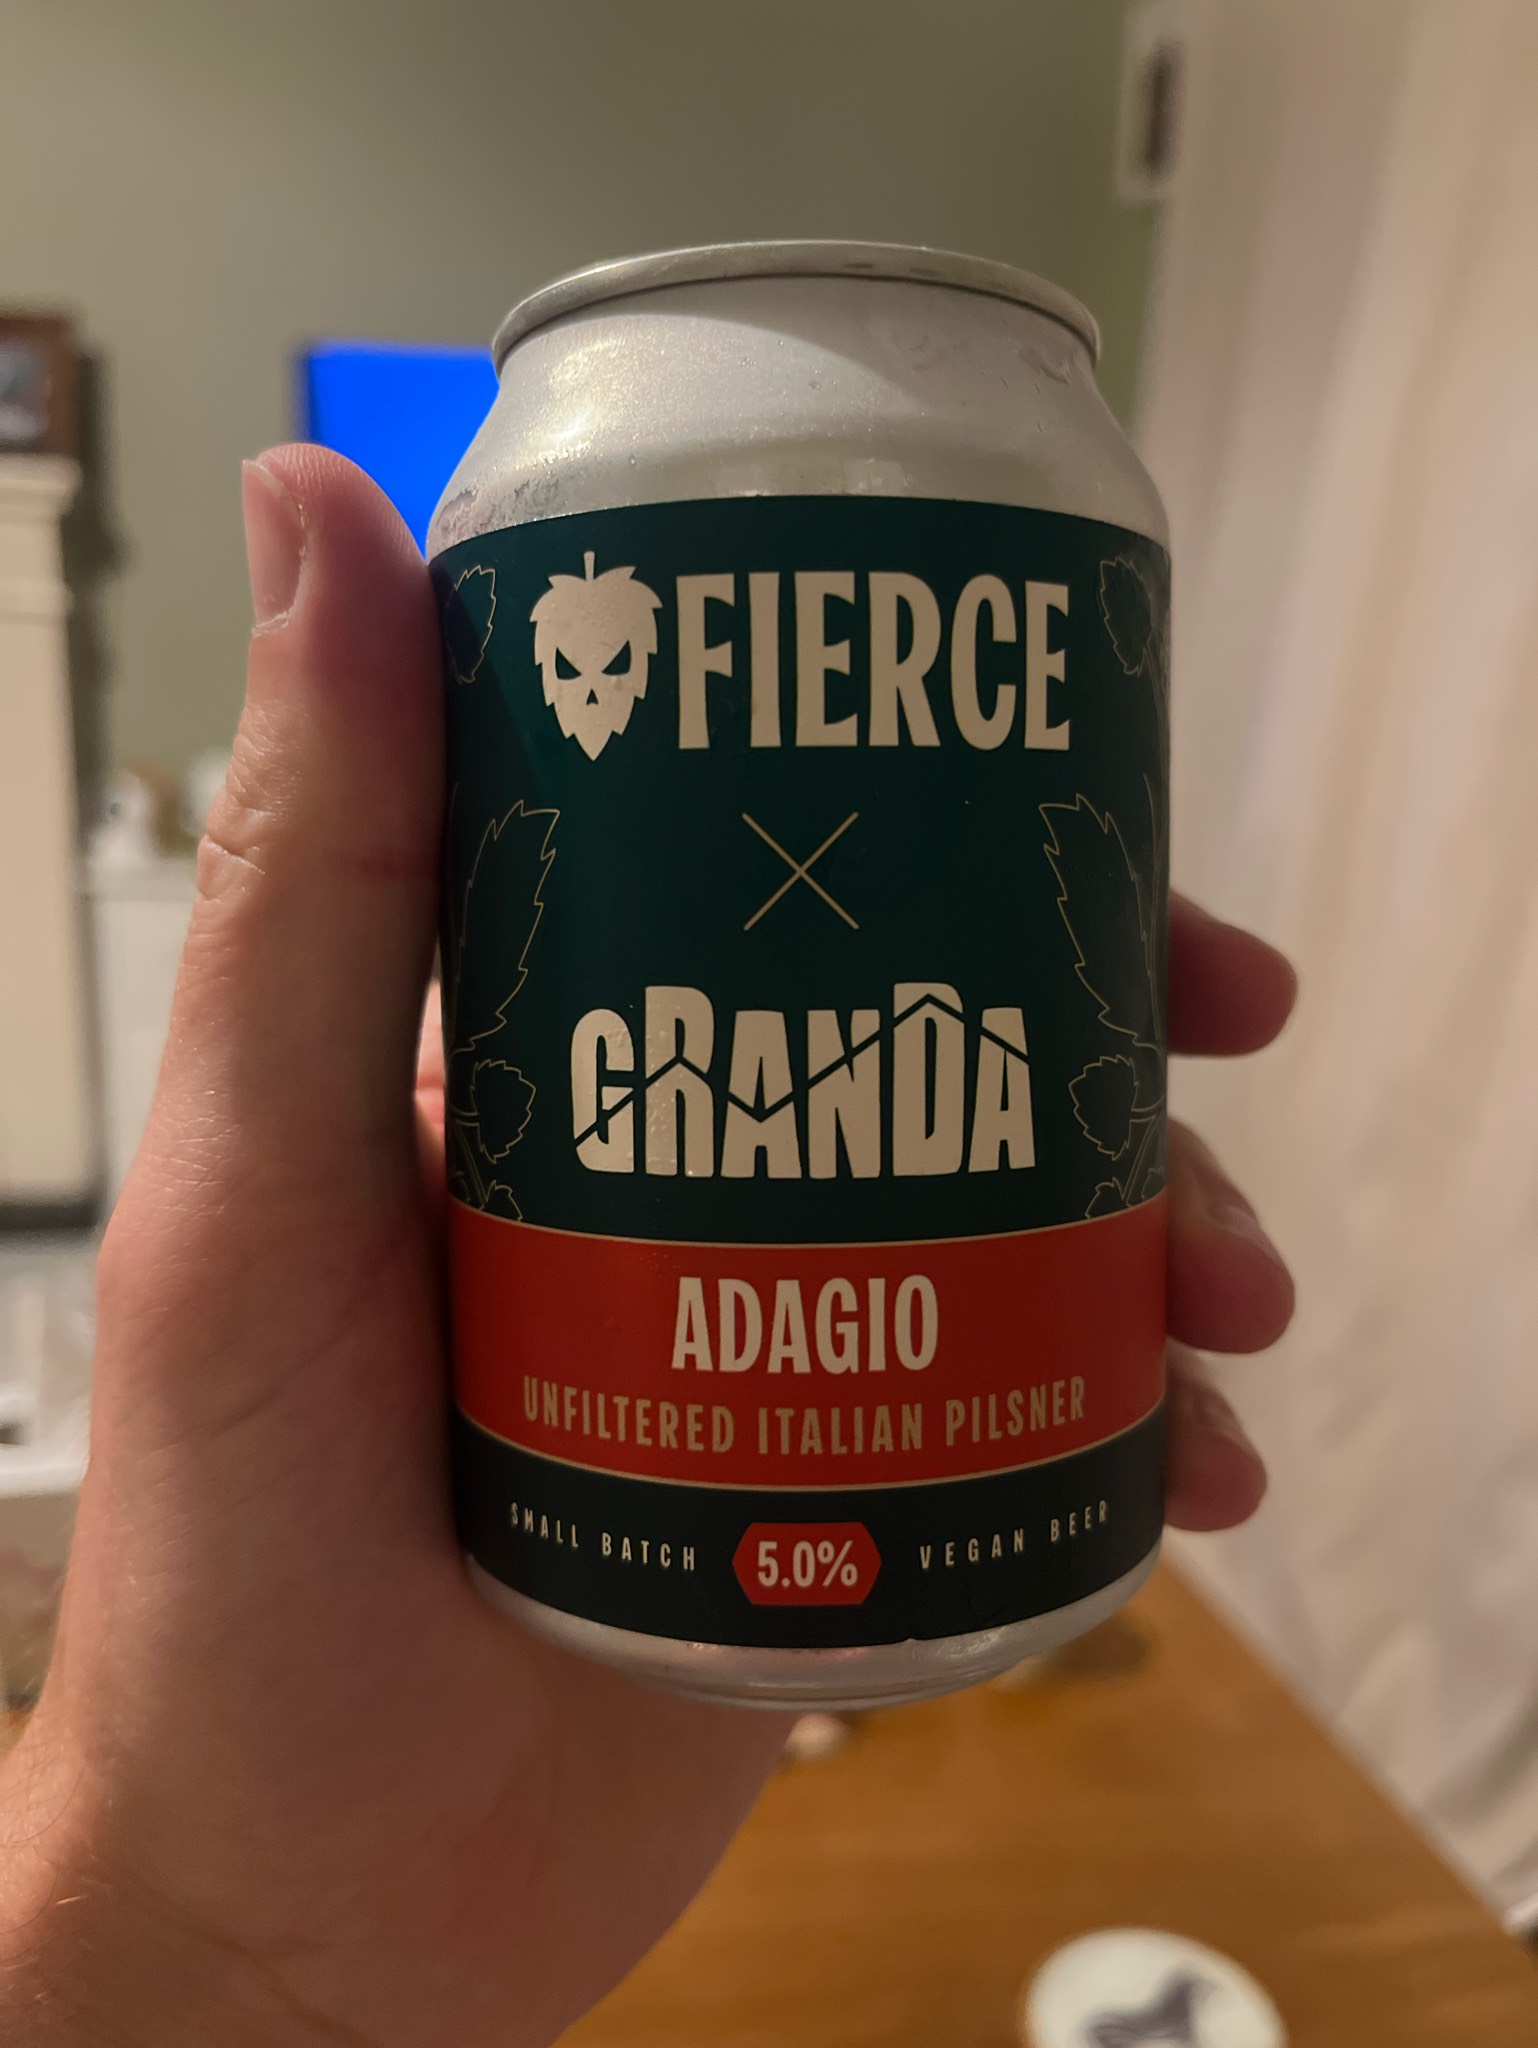 FIERCE
X
GRANDA
ADAGIO
UNFILTERED ITALIAN PILSNER
SMALL BATCH 5.0% VEGAN BEER